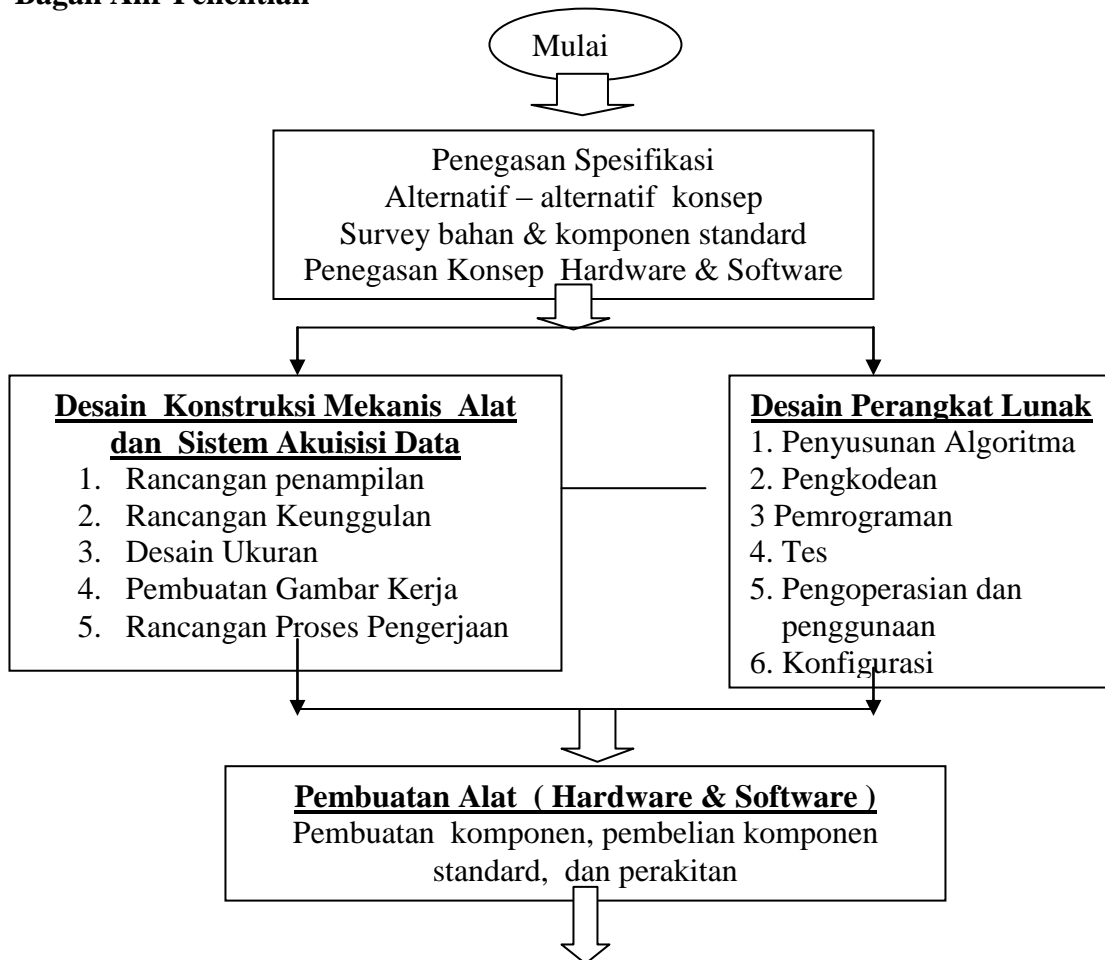 Bagan Alir Penelitian
Mulai
Penegasan Spesifikasi
Alternatif – alternatif konsep
Survey bahan & komponen standard
Penegasan Konsep Hardware & Software
Desain Konstruksi Mekanis Alat
dan Sistem Akuisisi Data
1. Rancangan penampilan
2. Rancangan Keunggulan
3. Desain Ukuran
4. Pembuatan Gambar Kerja
5. Rancangan Proses Pengerjaan
Desain Perangkat Lunak
1. Penyusunan Algoritma
2. Pengkodean
3 Pemrograman
4. Tes
5. Pengoperasian dan
penggunaan
6. Konfigurasi
Pembuatan Alat ( Hardware & Software )
Pembuatan komponen, pembelian komponen
standard, dan perakitan